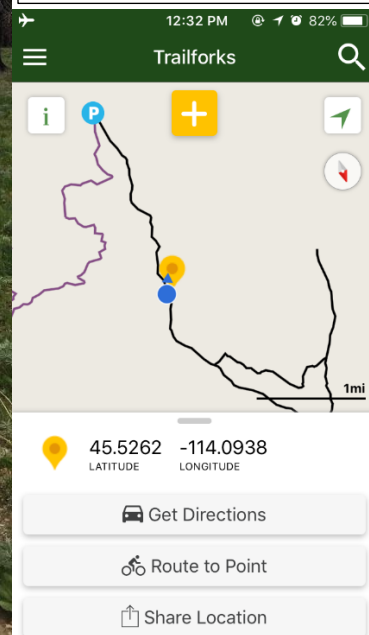 12:32 PM 82%
Trailforks
i
P
1mi
45.5262 -114.0938
LATITUDE LONGITUDE
Get Directions
Route to Point
Share Location